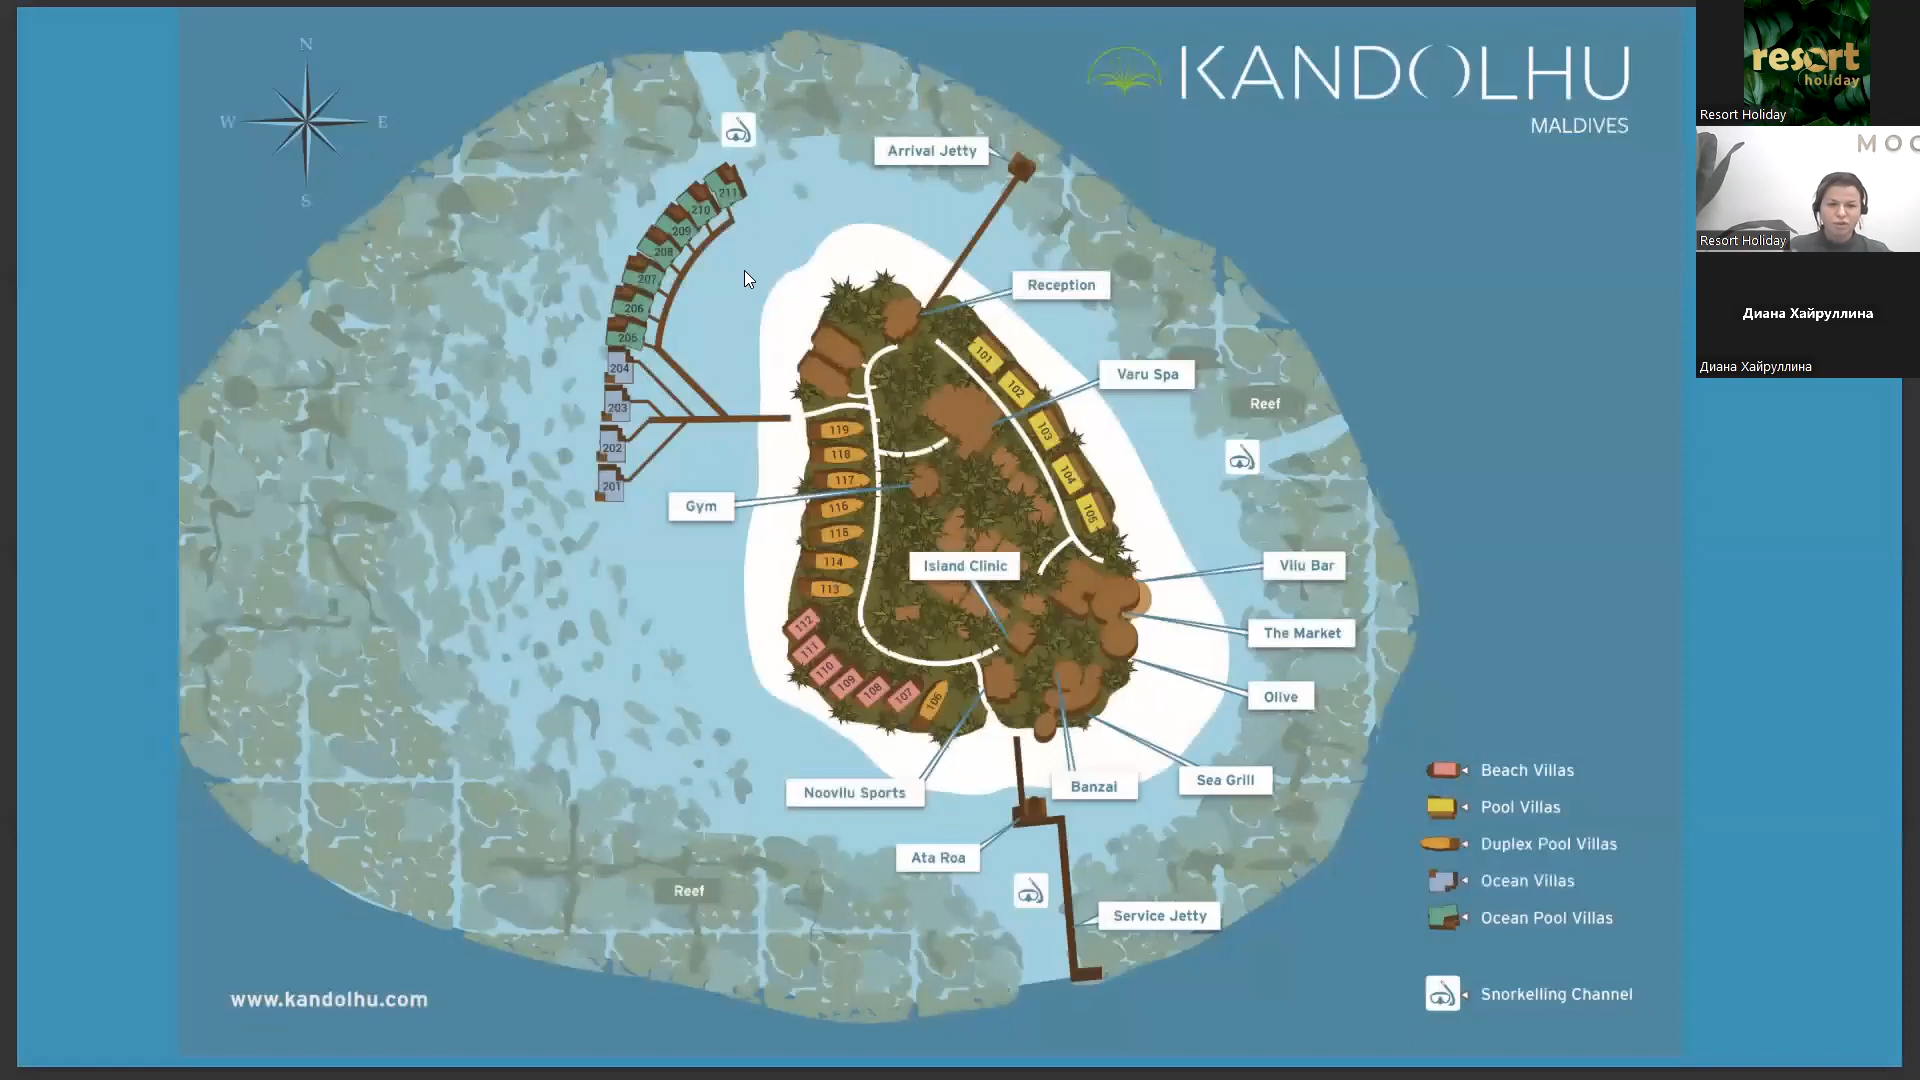 N
W
E
S
KANDOLHU
MALDIVES
Arrival Jetty
Reception
Varu Spa
Reef
Gym
Island Clinic
Vilu Bar
The Market
Olive
Sea Grill
Banzai
Noovilu Sports
Ata Roa
Reef
Service Jetty
211
210
209
208
207
206
205
204
203
202
201
101
102
103
104
105
119
118
117
116
115
114
113
112
111
110
109
108
107
106
Beach Villas
Pool Villas
Duplex Pool Villas
Ocean Villas
Ocean Pool Villas
Snorkelling Channel
www.kandolhu.com
resort
holiday
Resort Holiday
МОС
Resort Holiday
Диана Хайруллина
Диана Хайруллина